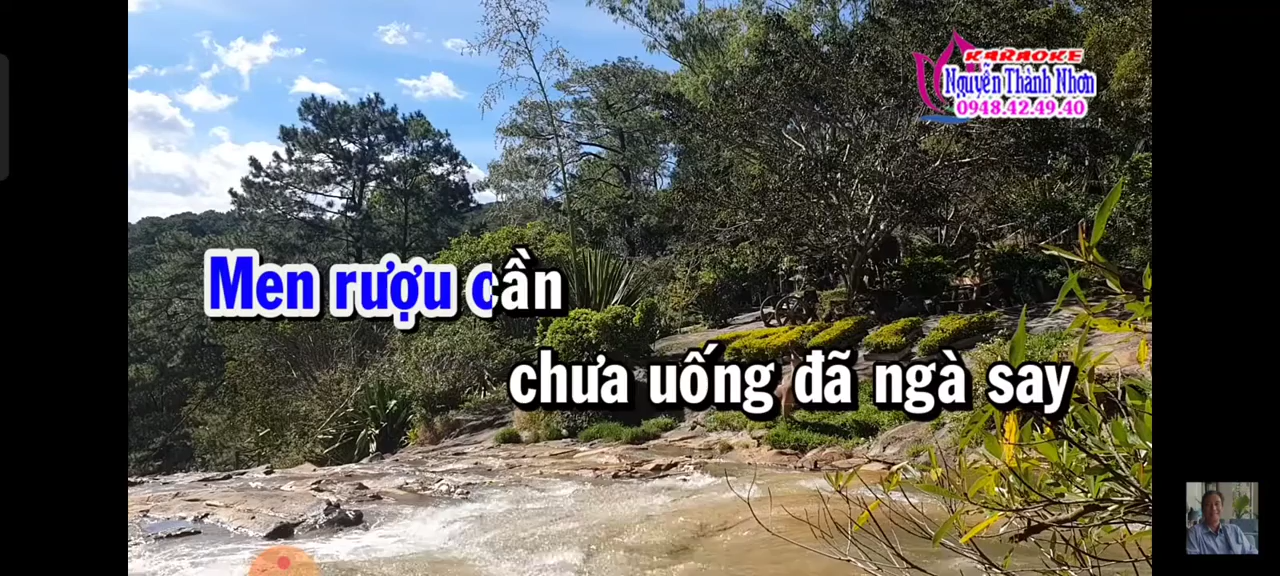 KARAOKE
Nguyễn Thành Nhơn
0948.42.49.40
Men rượu cần
chưa uống đã ngà say